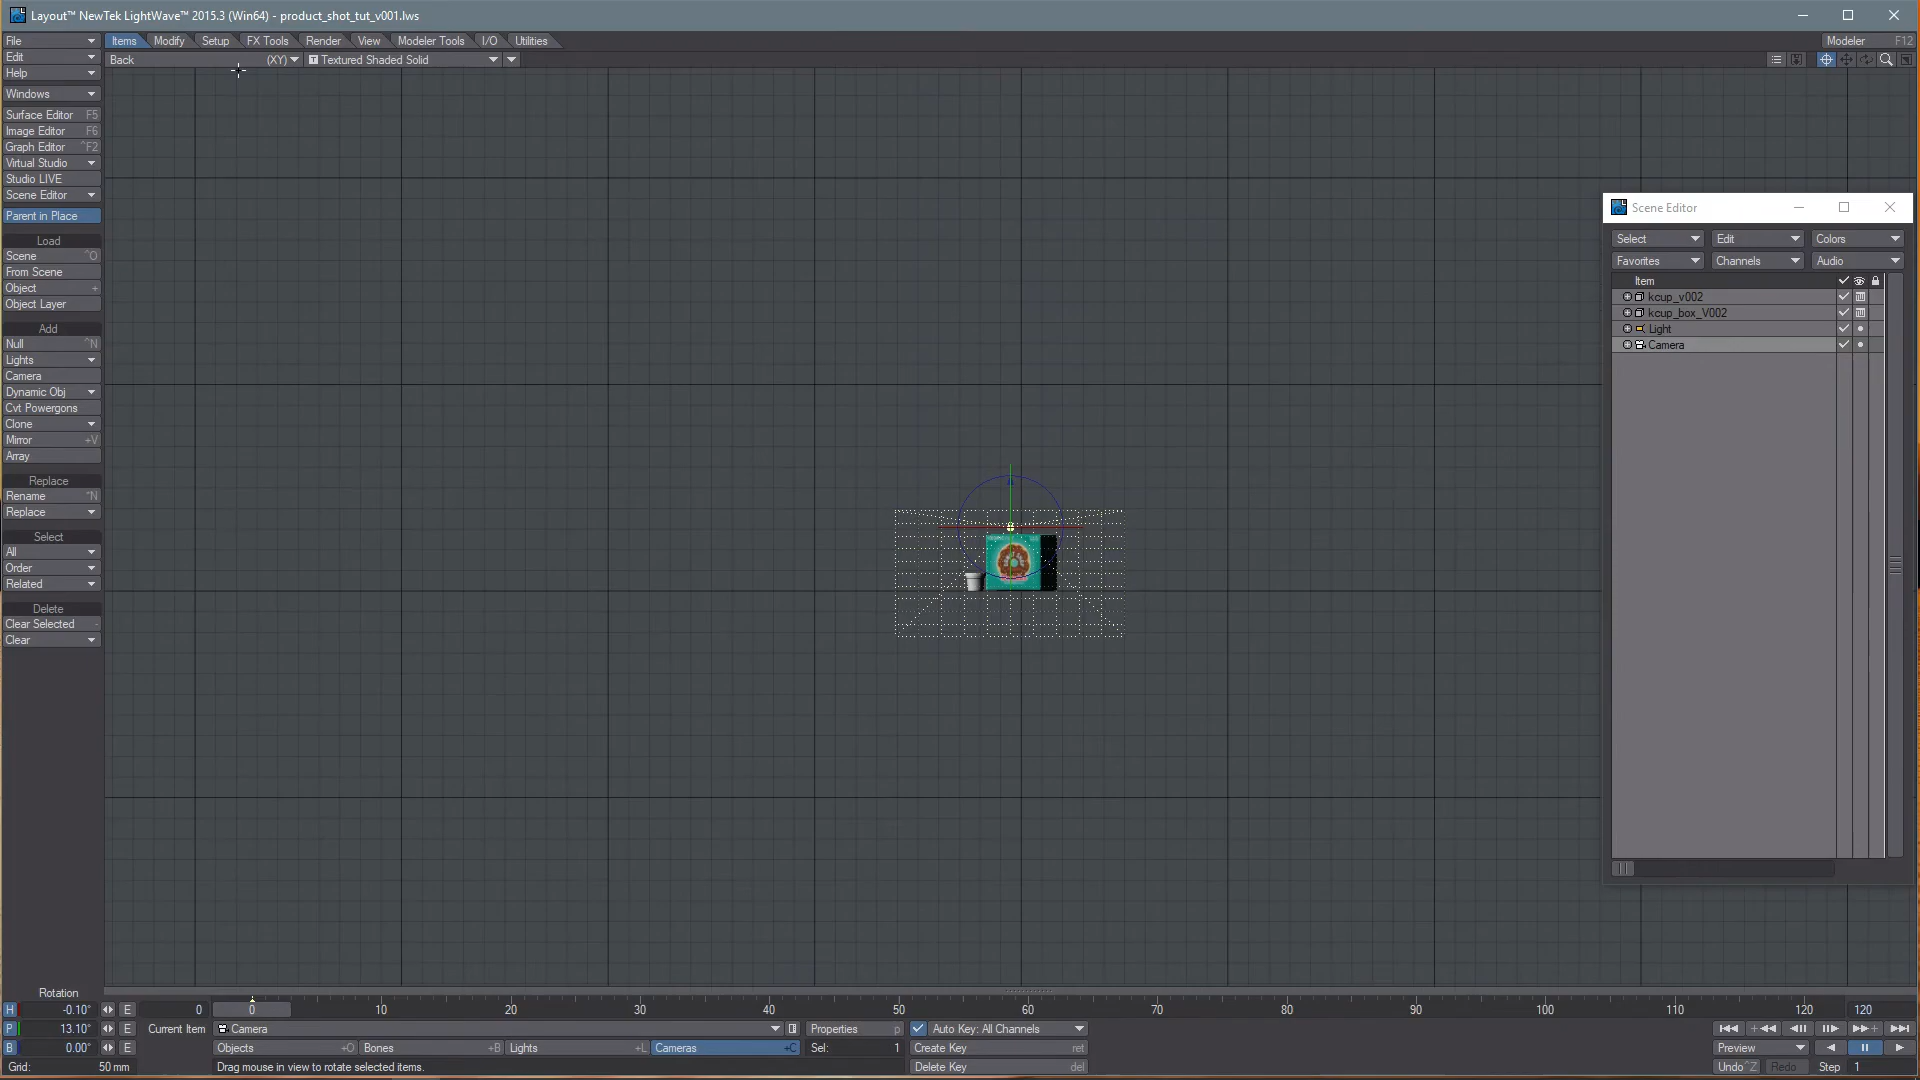 Layout™ NewTek LightWave™ 2015.3 (Win64) - product_shot_tut_v001.lws
File
Items Modify Setup FX Tools Render View Modeler Tools I/O Utilities
Modeler F12
Edit
Back (XY) T Textured Shaded Solid
Help
Windows
Surface Editor F5
Image Editor F6
Graph Editor ^F2
Virtual Studio
Studio LIVE
Scene Editor
Parent in Place
Load
Scene ^O
From Scene
Object +
Object Layer
Add
Null ^N
Lights
Camera
Dynamic Obj
Cvt Powergons
Clone
Mirror +V
Array
Replace
Rename ^N
Replace
Select
All
Order
Related
Delete
Clear Selected -
Clear
Scene Editor
Select Edit Colors
Favorites Channels Audio
Item
kcup_v002
kcup_box_V002
Light
Camera
Rotation
H -0.10° E
P 13.10° E
B 0.00° E
Grid: 50 mm
0 0 10 20 30 40 50 60 70 80 90 100 110 120 120
Current Item Camera Properties p Auto Key: All Channels
Objects +O Bones +B Lights +L Cameras +C Sel: 1 Create Key ret
Drag mouse in view to rotate selected items.
Delete Key del
Preview
Undo ^Z Redo Step 1